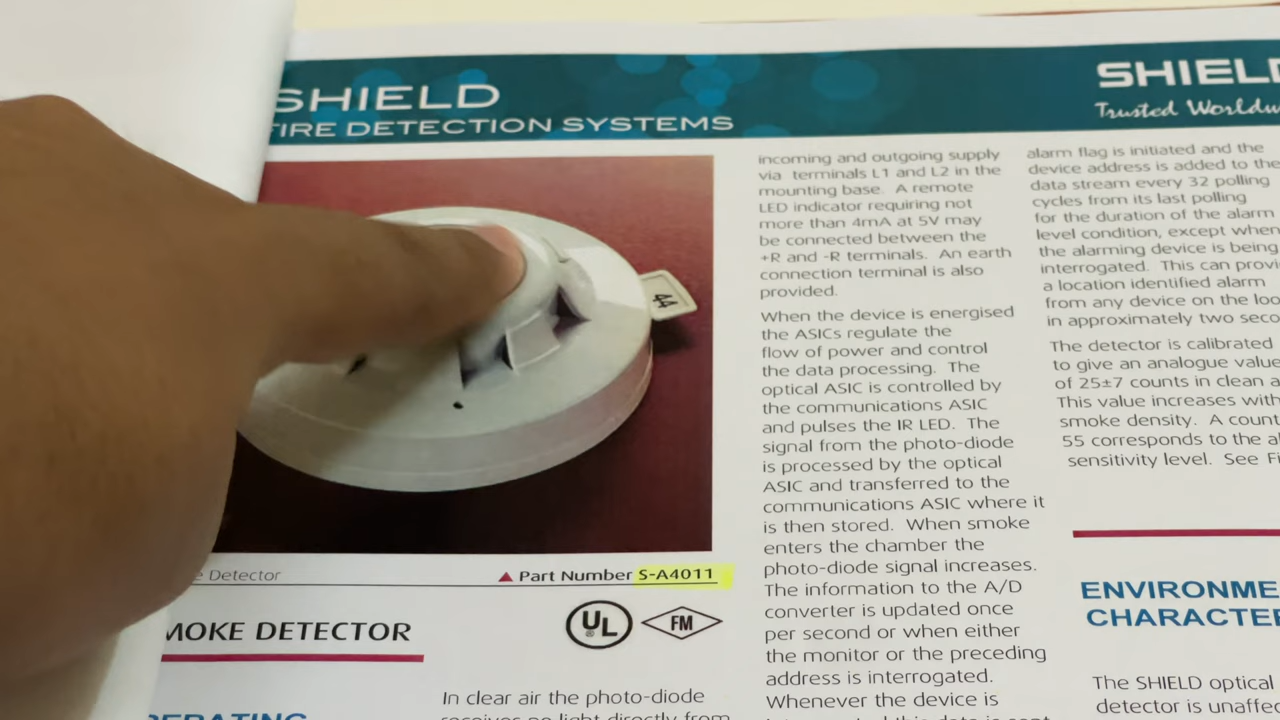 SHIELD
FIRE DETECTION SYSTEMS
SHIELD
Trusted
44
Detector
▲ Part Number S-A4011
UL
®
FM
SMOKE DETECTOR
In clear air the photo-diode
receives no light directly from
incoming and outgoing supply
via terminals L1 and L2 in the
mounting base. A remote
LED indicator requiring not
more than 4mA at 5V may
be connected between the
+R and -R terminals. An earth
connection terminal is also
provided.
When the device is energised
the ASICs regulate the
flow of power and control
the data processing. The
optical ASIC is controlled by
the communications ASIC
and pulses the IR LED. The
signal from the photo-diode
is processed by the optical
ASIC and transferred to the
communications ASIC where it
is then stored. When smoke
enters the chamber the
photo-diode signal increases.
The information to the A/D
converter is updated once
per second or when either
the monitor or the preceding
address is interrogated.
Whenever the device is
alarm flag is initiated and the
device address is added to the
data stream every 32 polling
cycles from its last polling
for the duration of the alarm
level condition, except when
the alarming device is being
interrogated. This can
a location identified alarm
from any device on the
in approximately two
The detector is calibrated
to give an analogue value
of 25±7 counts in clean
This value increases with
smoke density. A count
55 corresponds to the
sensitivity level. See
The SHIELD optical
detector is